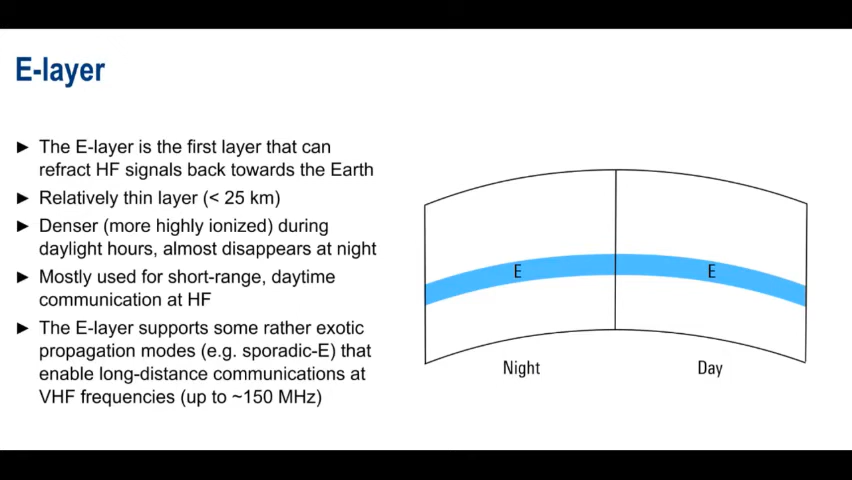 E-layer
► The E-layer is the first layer that can
refract HF signals back towards the Earth
► Relatively thin layer (< 25 km)
► Denser (more highly ionized) during
daylight hours, almost disappears at night
► Mostly used for short-range, daytime
communication at HF
► The E-layer supports some rather exotic
propagation modes (e.g. sporadic-E) that
enable long-distance communications at
VHF frequencies (up to ~150 MHz)
E E
Night Day